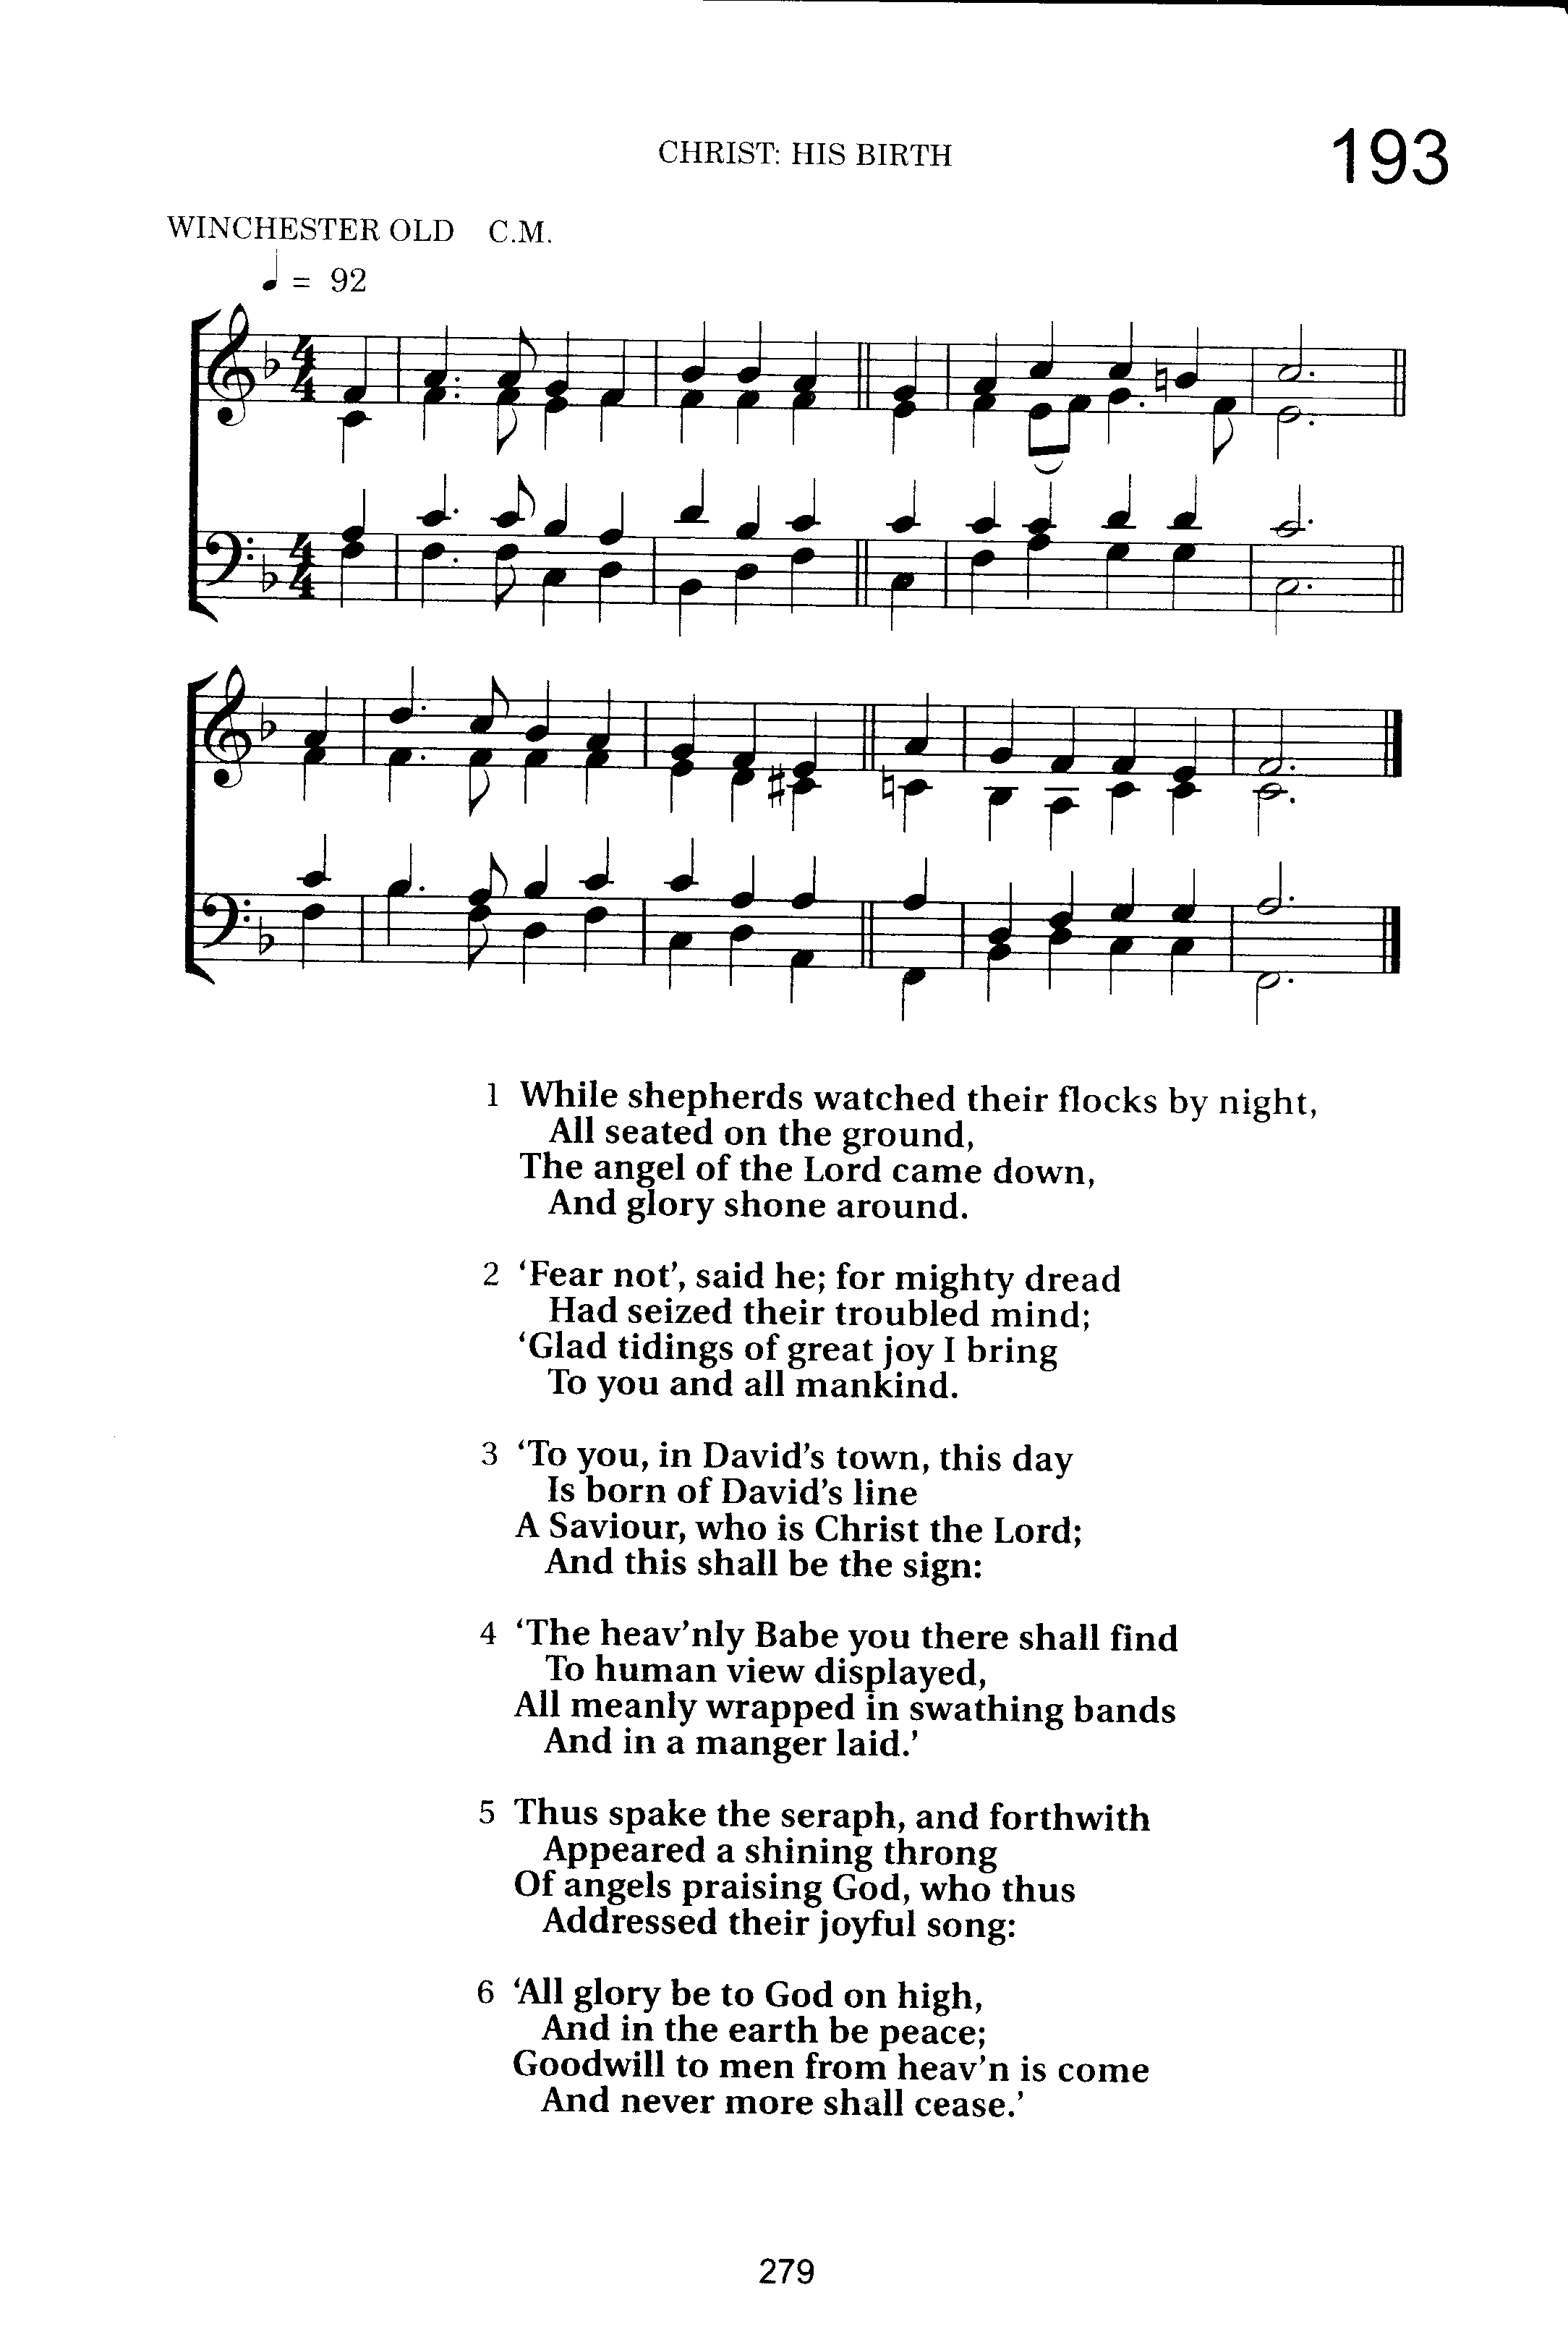 CHRIST: HIS BIRTH
193
WINCHESTER OLD C.M.
♩ = 92
1 While shepherds watched their flocks by night,
All seated on the ground,
The angel of the Lord came down,
And glory shone around.
2 ‘Fear not’, said he; for mighty dread
Had seized their troubled mind;
‘Glad tidings of great joy I bring
To you and all mankind.
3 ‘To you, in David’s town, this day
Is born of David’s line
A Saviour, who is Christ the Lord;
And this shall be the sign:
4 ‘The heav’nly Babe you there shall find
To human view displayed,
All meanly wrapped in swathing bands
And in a manger laid.’
5 Thus spake the seraph, and forthwith
Appeared a shining throng
Of angels praising God, who thus
Addressed their joyful song:
6 ‘All glory be to God on high,
And in the earth be peace;
Goodwill to men from heav’n is come
And never more shall cease.’
279